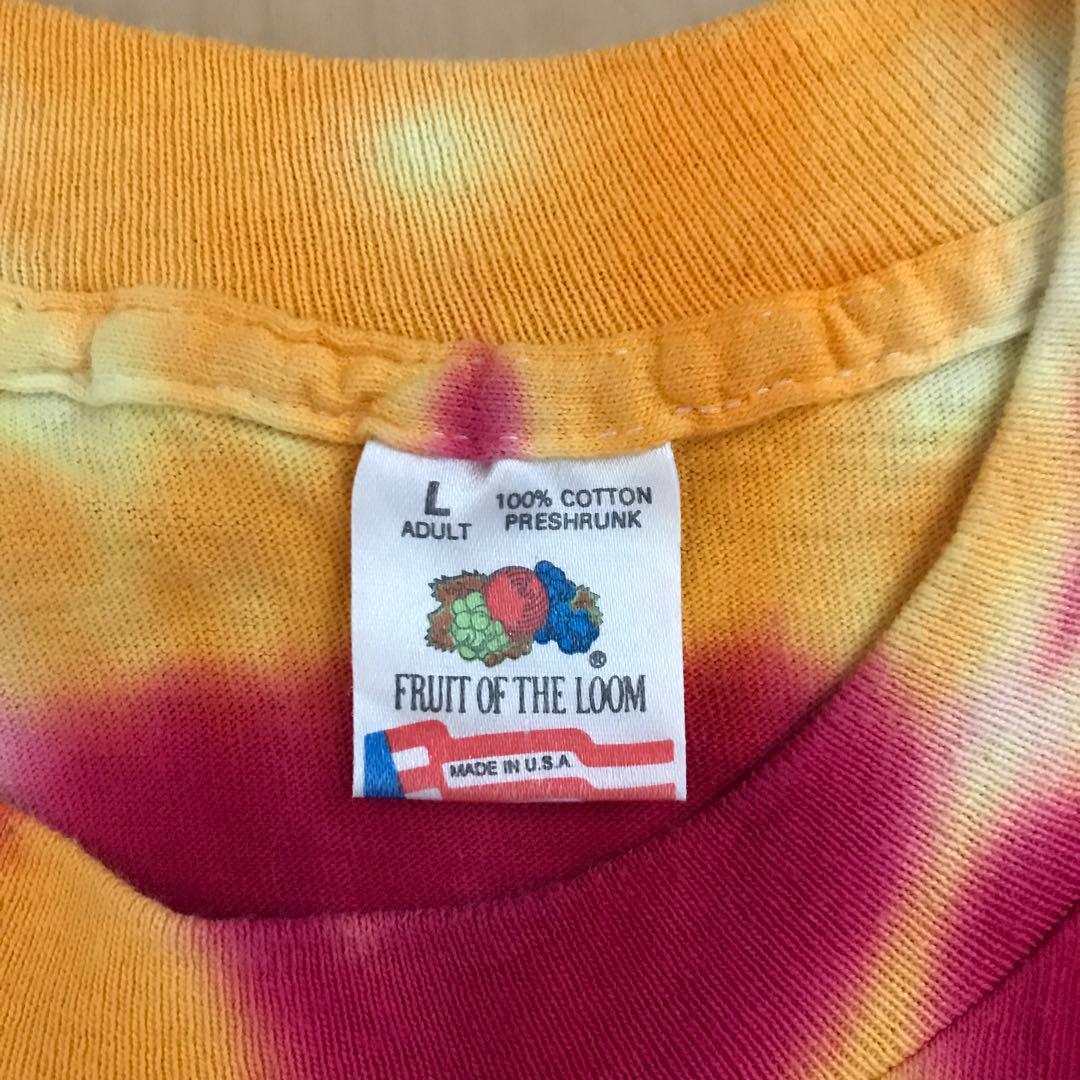 L 100% COTTON
ADULT PRESHRUNK
®
FRUIT OF THE LOOM
MADE IN U.S.A.